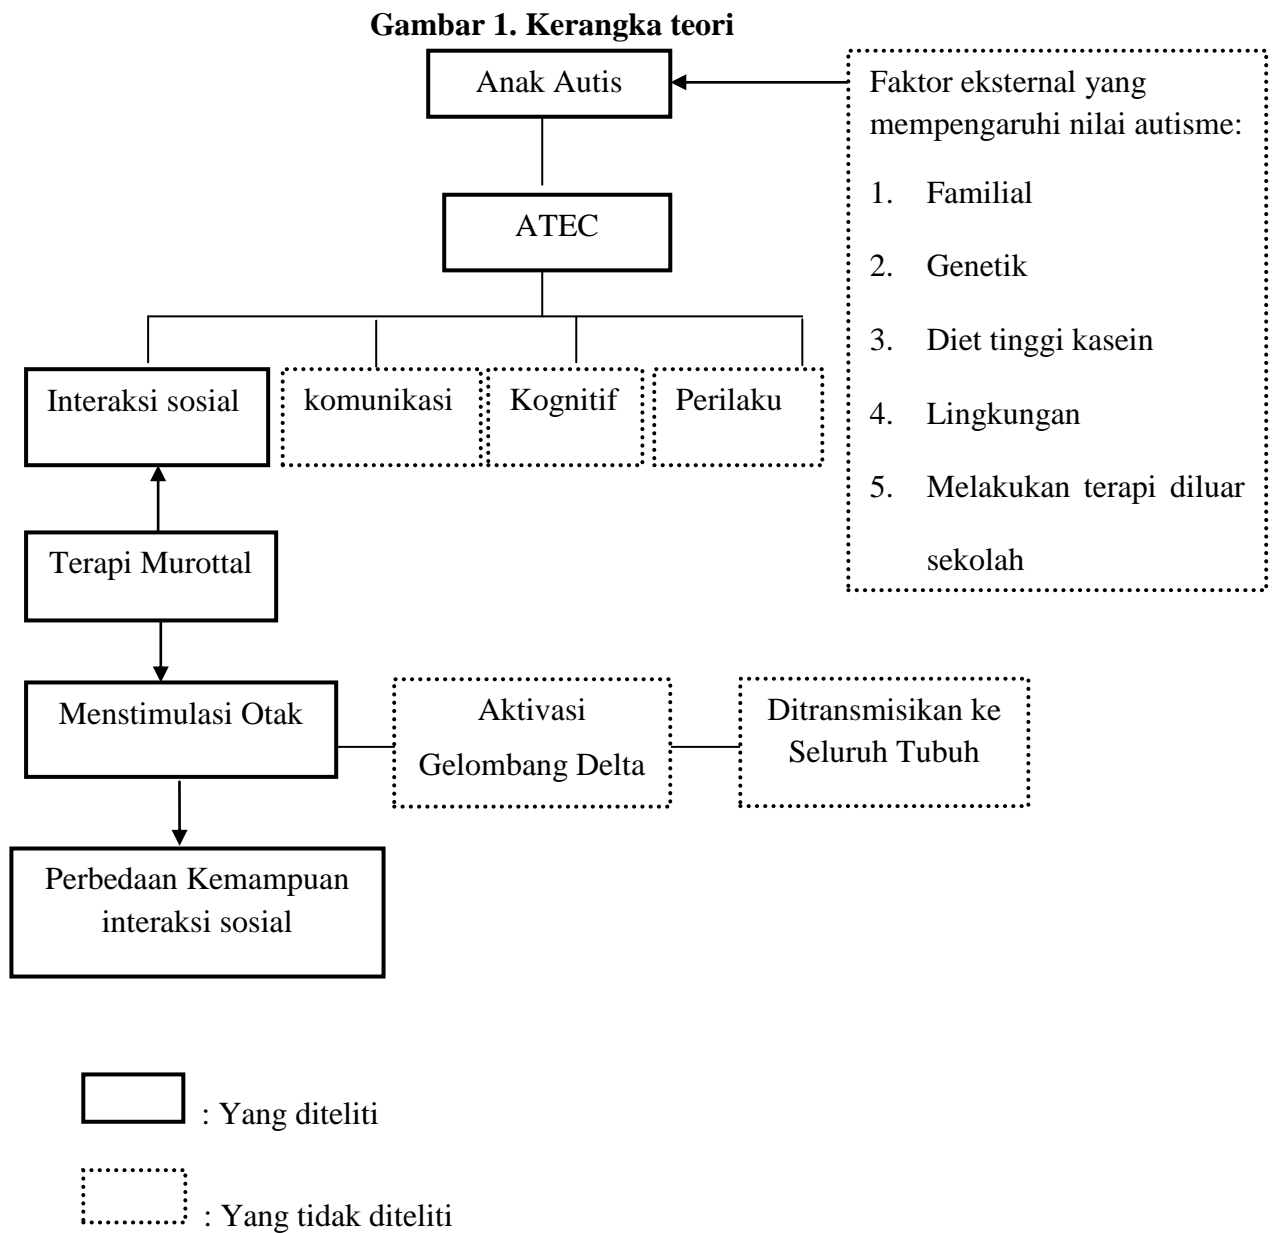 Gambar 1. Kerangka teori
Anak Autis
Faktor eksternal yang
mempengaruhi nilai autisme:
1. Familial
2. Genetik
3. Diet tinggi kasein
4. Lingkungan
5. Melakukan terapi diluar
sekolah
ATEC
Interaksi sosial
komunikasi
Kognitif
Perilaku
Terapi Murottal
Menstimulasi Otak
Aktivasi
Gelombang Delta
Ditransmisikan ke
Seluruh Tubuh
Perbedaan Kemampuan
interaksi sosial
: Yang diteliti
: Yang tidak diteliti